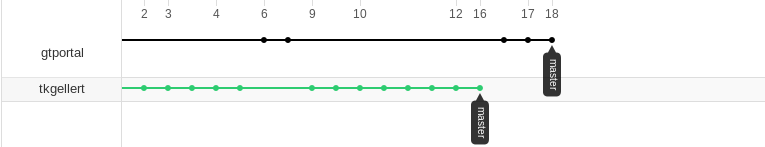 2 3 4 6 9 10 12 16 17 18
gtportal
master
tkgellert
master